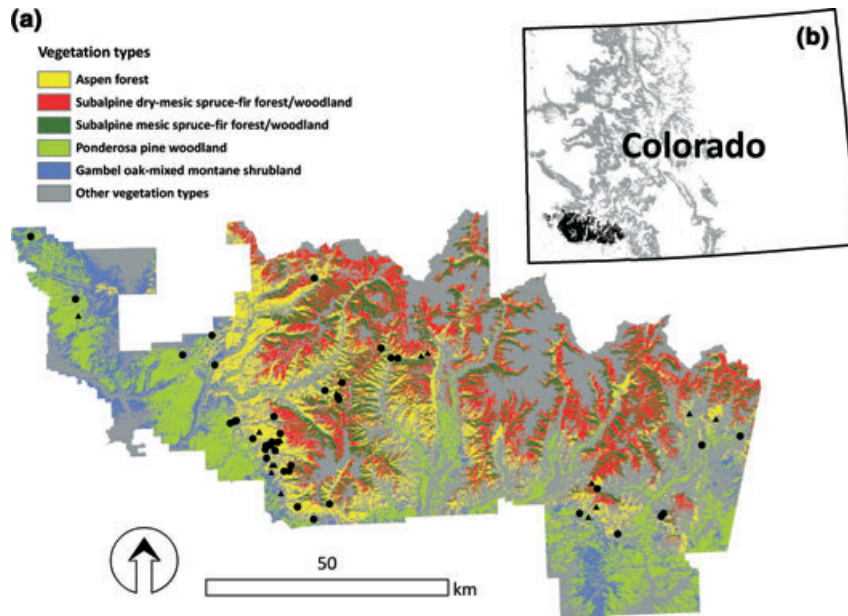 (a)
Vegetation types
Aspen forest
Subalpine dry-mesic spruce-fir forest/woodland
Subalpine mesic spruce-fir forest/woodland
Ponderosa pine woodland
Gambel oak-mixed montane shrubland
Other vegetation types
(b)
Colorado
50
km